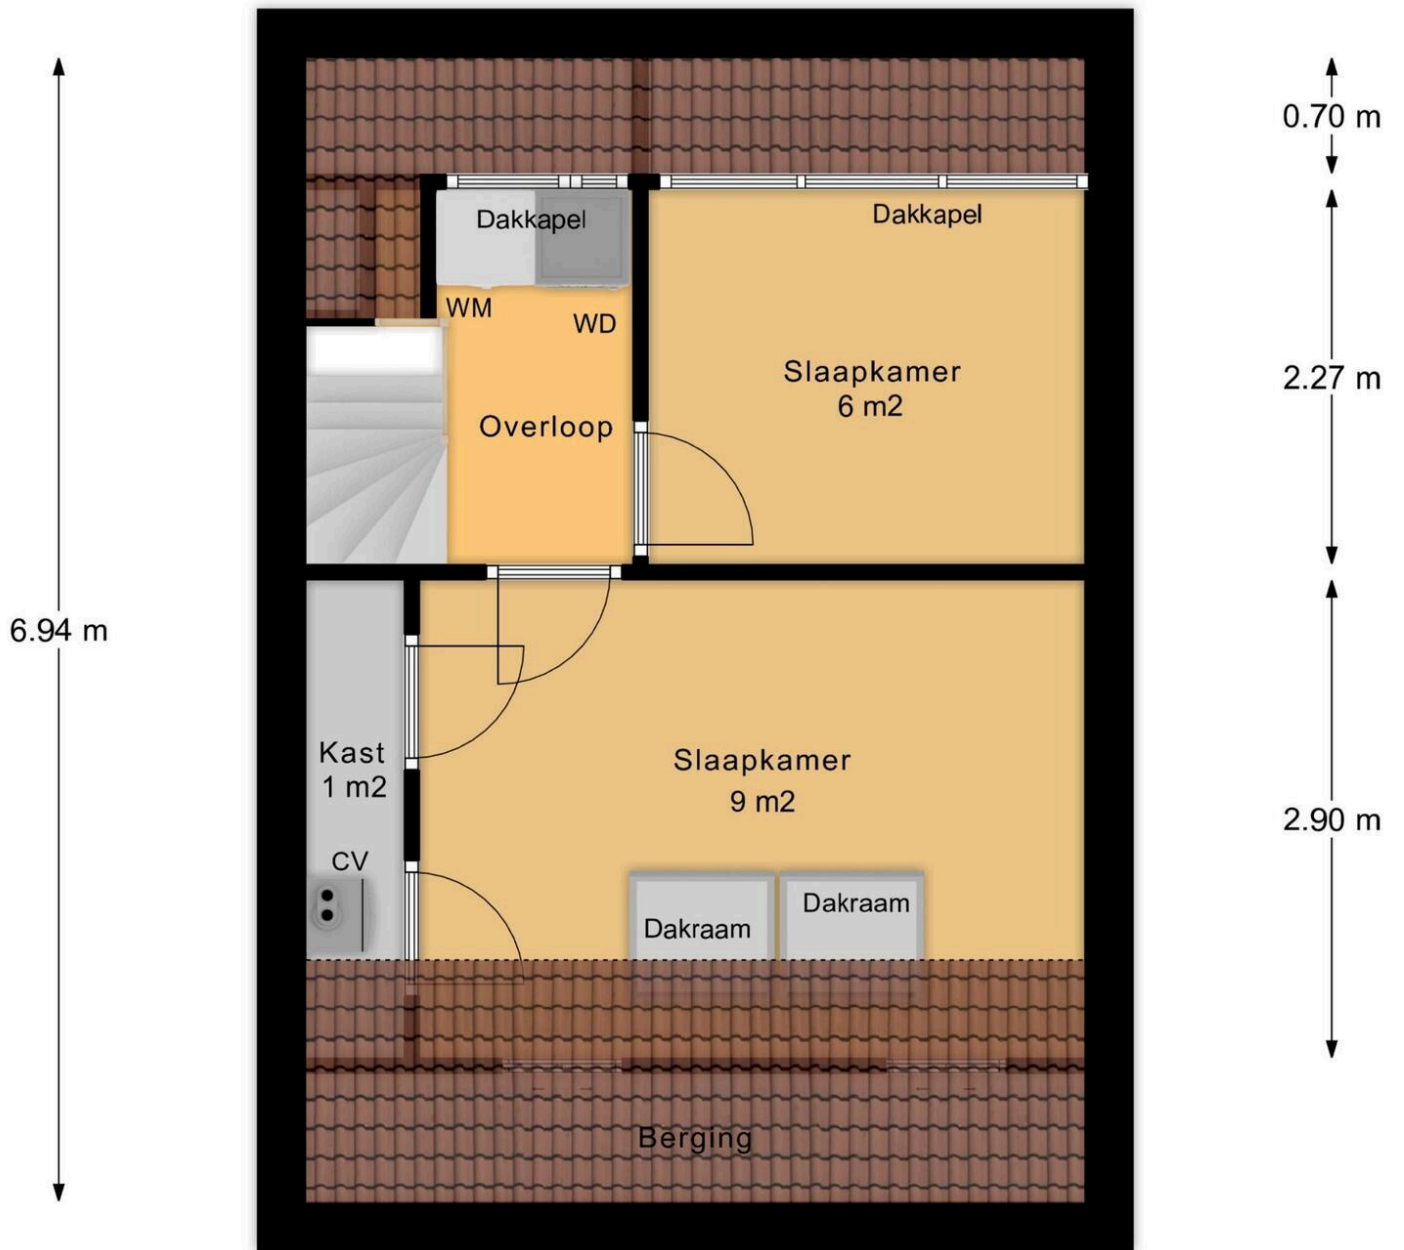 0.70 m
Dakkapel
Dakkapel
WM
WD
Slaapkamer
6 m2
2.27 m
Overloop
6.94 m
Kast
1 m2
Slaapkamer
9 m2
2.90 m
CV
Dakraam
Dakraam
Berging